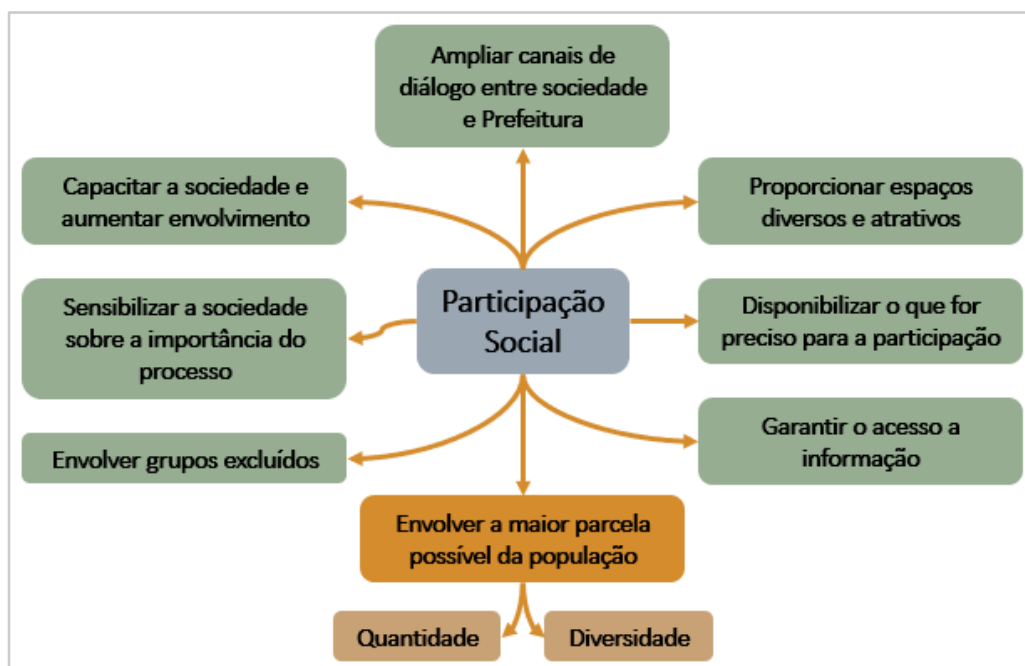 Ampliar canais de
diálogo entre sociedade
e Prefeitura
Capacitar a sociedade e
aumentar envolvimento
Proporcionar espaços
diversos e atrativos
Participação
Social
Sensibilizar a sociedade
sobre a importância do
processo
Disponibilizar o que for
preciso para a participação
Envolver grupos excluídos
Garantir o acesso a
informação
Envolver a maior parcela
possível da população
Quantidade
Diversidade